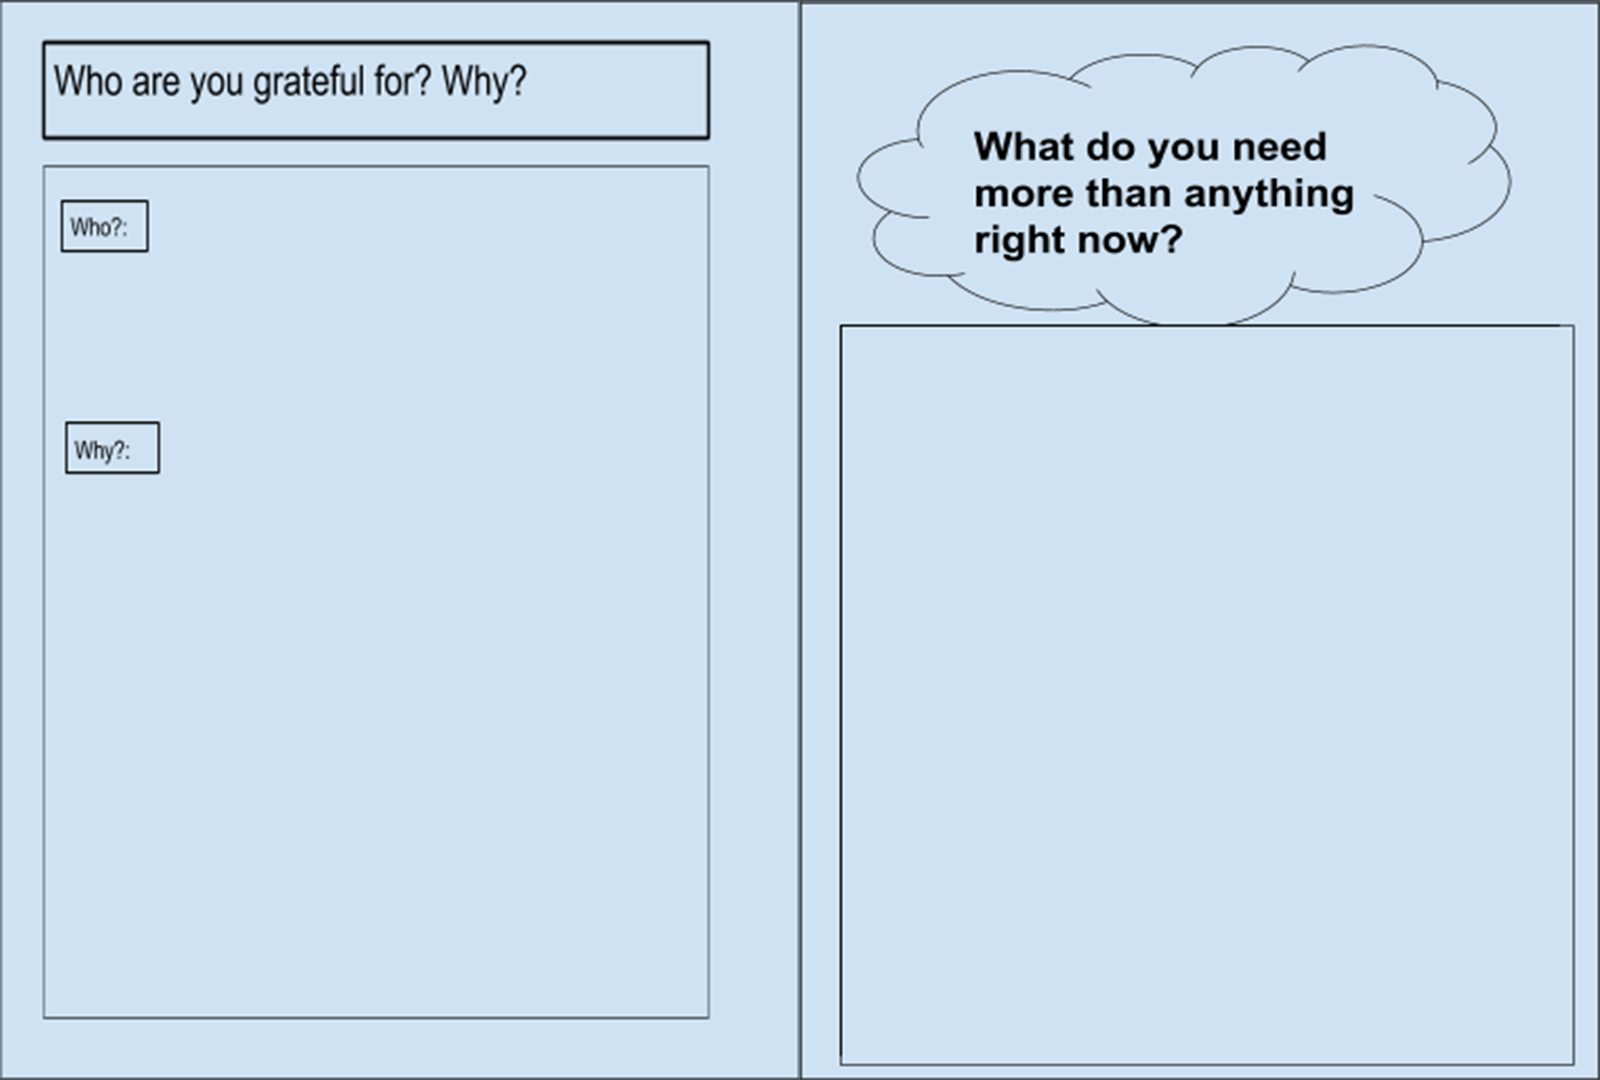 Who are you grateful for? Why?
Who?:
Why?:
What do you need
more than anything
right now?